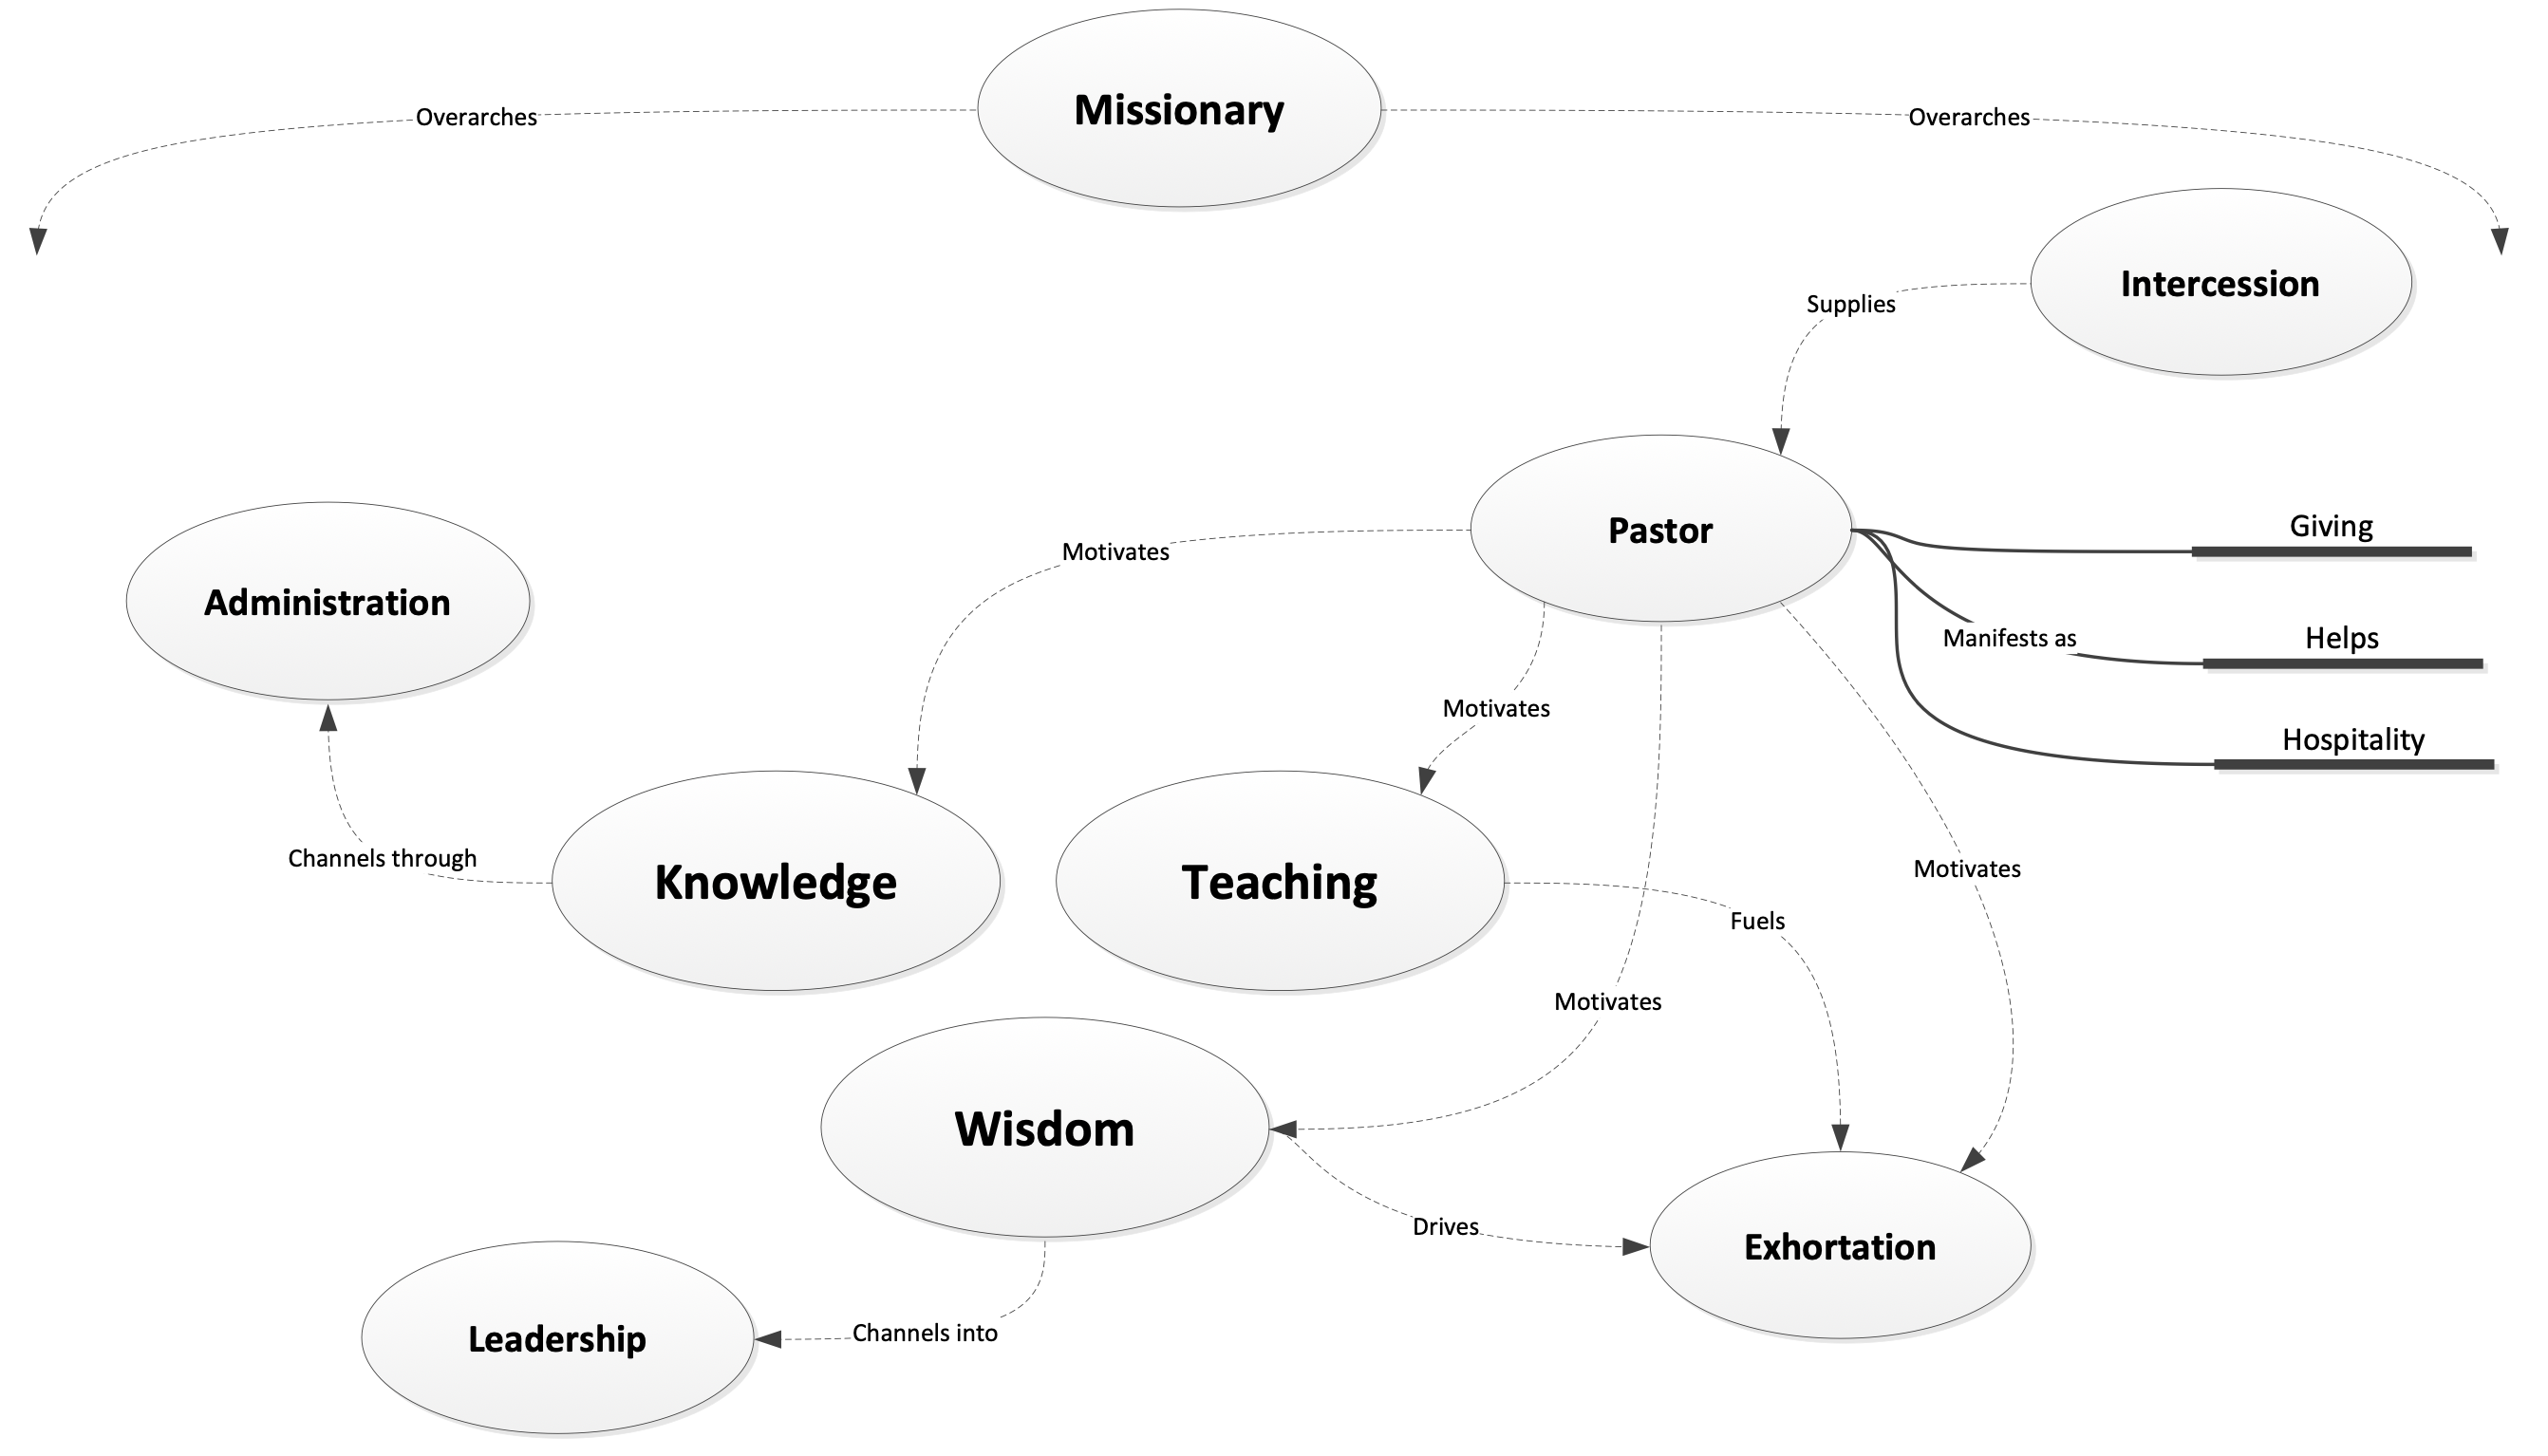 Missionary
Overarches
Overarches
Intercession
Supplies
Pastor
Giving
Motivates
Administration
Manifests as
Helps
Motivates
Hospitality
Channels through
Knowledge
Teaching
Motivates
Fuels
Motivates
Wisdom
Drives
Exhortation
Channels into
Leadership